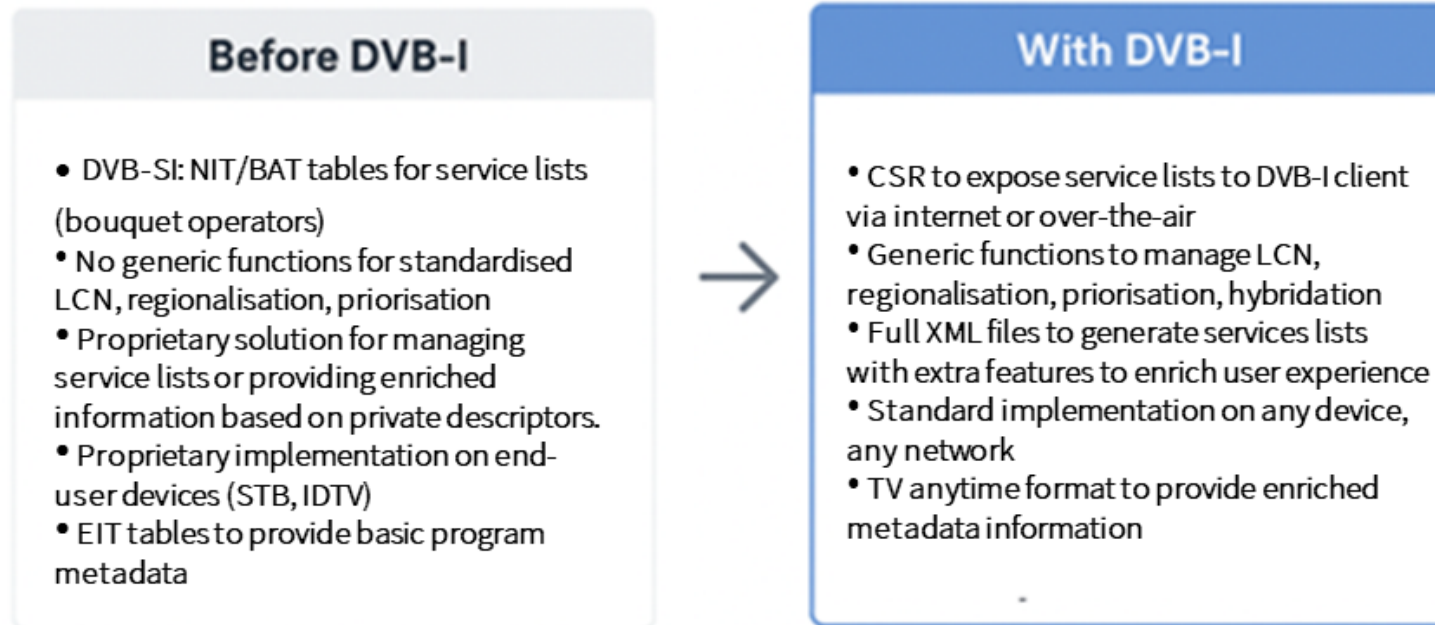 Before DVB-I
• DVB-SI: NIT/BAT tables for service lists
(bouquet operators)
• No generic functions for standardised
LCN, regionalisation, priorisation
• Proprietary solution for managing
service lists or providing enriched
information based on private descriptors.
• Proprietary implementation on end-
user devices (STB, IDTV)
• EIT tables to provide basic program
metadata
With DVB-I
• CSR to expose service lists to DVB-I client
via internet or over-the-air
• Generic functions to manage LCN,
regionalisation, priorisation, hybridation
• Full XML files to generate services lists
with extra features to enrich user experience
• Standard implementation on any device,
any network
• TV anytime format to provide enriched
metadata information